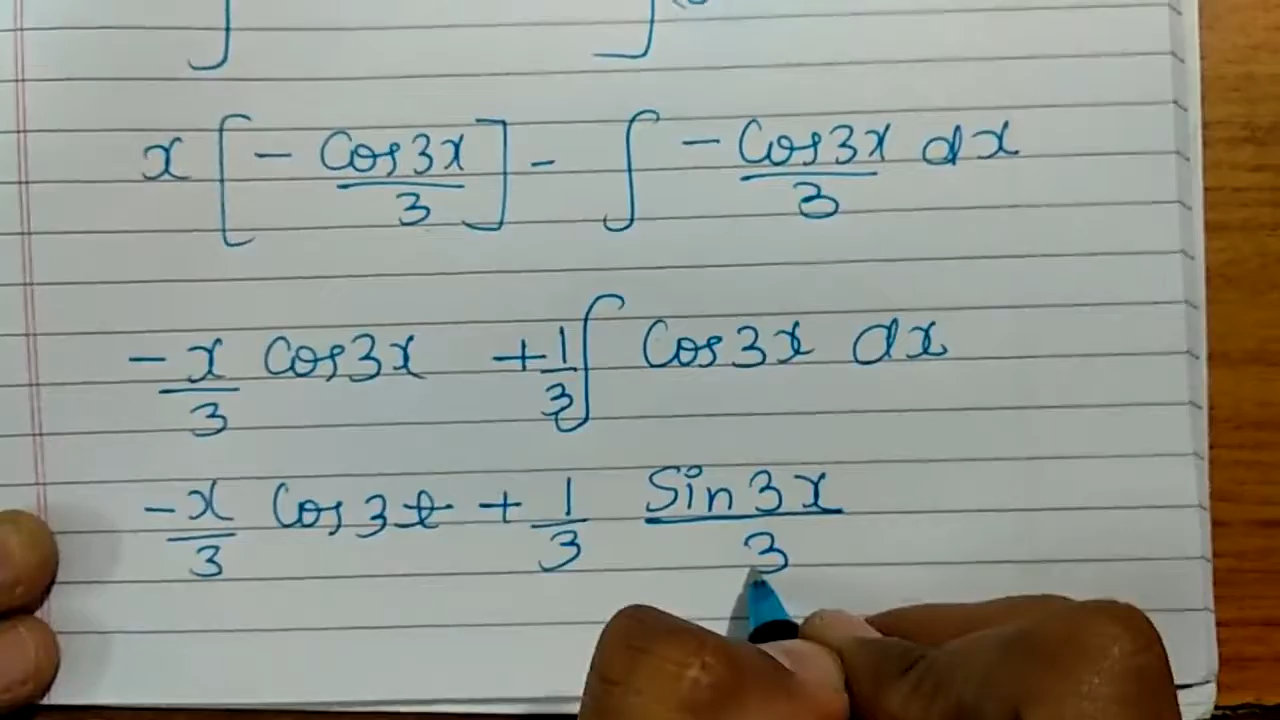 x [ - cos3x/3 ] - ∫ - cos3x/3 dx
- x/3 cos3x + 1/3 ∫ cos3x dx
- x/3 cos3t + 1/3 sin3x/3